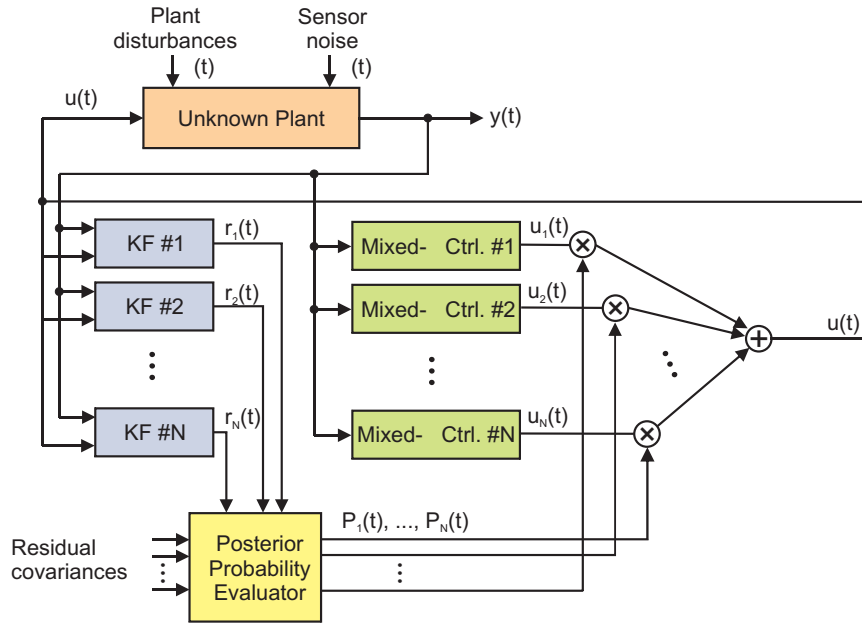 Plant
disturbances
(t)
Sensor
noise
(t)
u(t)
Unknown Plant
y(t)
KF #1
r1(t)
KF #2
r2(t)
KF #N
rN(t)
Mixed- Ctrl. #1
u1(t)
Mixed- Ctrl. #2
u2(t)
Mixed- Ctrl. #N
uN(t)
u(t)
Residual
covariances
Posterior
Probability
Evaluator
P1(t), ..., PN(t)